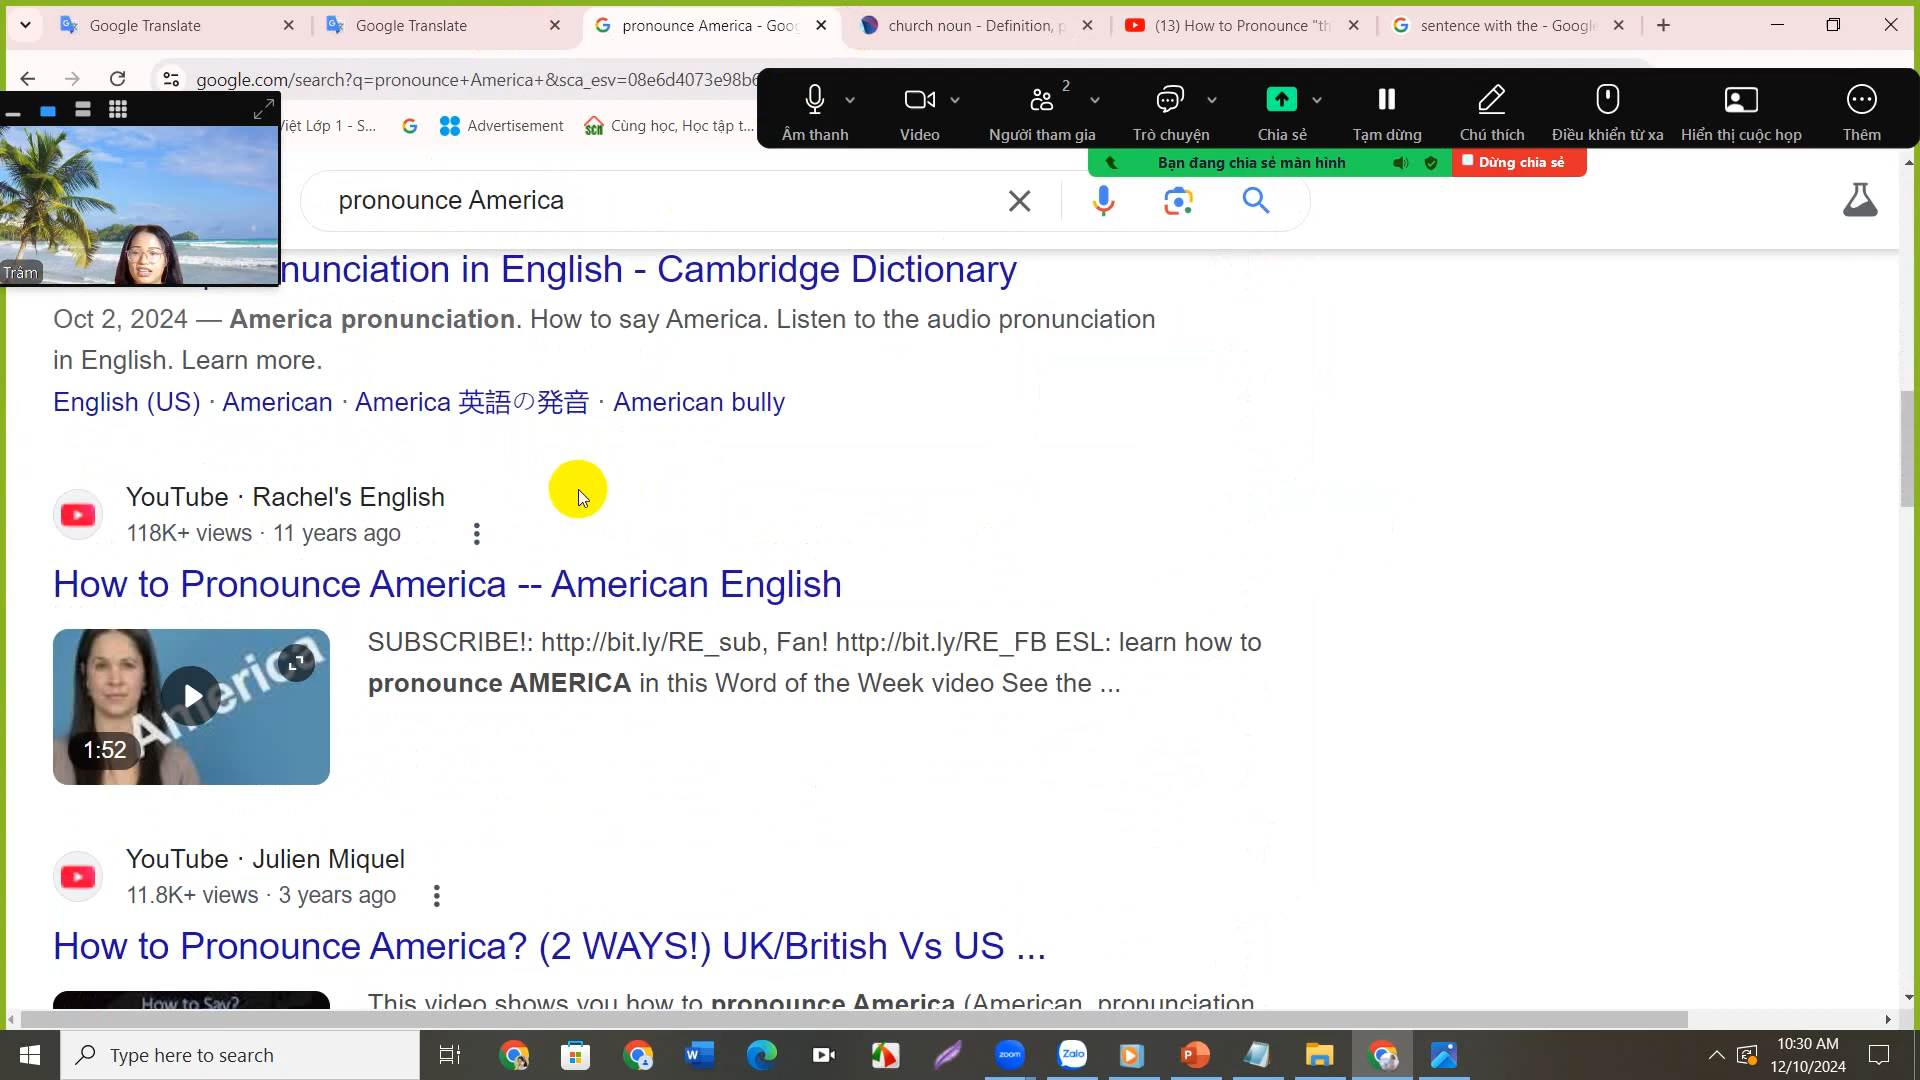 Google Translate
Google Translate
pronounce America - Goog
church noun - Definition, p
(13) How to Pronounce "th
sentence with the - Google
google.com/search?q=pronounce+America+&sca_esv=08e6d4073e98b6
Việt Lớp 1 - S...
Advertisement
Cùng học, Học tập t...
Âm thanh
Video
2
Người tham gia
Trò chuyện
Chia sẻ
Tạm dừng
Chú thích
Điều khiển từ xa
Hiển thị cuộc họp
Thêm
Bạn đang chia sẻ màn hình
Dừng chia sẻ
Trâm
pronounce America
nunciation in English - Cambridge Dictionary
Oct 2, 2024 — America pronunciation. How to say America. Listen to the audio pronunciation
in English. Learn more.
English (US) · American · America 英語の発音 · American bully
YouTube · Rachel's English
118K+ views · 11 years ago
How to Pronounce America -- American English
America
1:52
SUBSCRIBE!: http://bit.ly/RE_sub, Fan! http://bit.ly/RE_FB ESL: learn how to
pronounce AMERICA in this Word of the Week video See the ...
YouTube · Julien Miquel
11.8K+ views · 3 years ago
How to Pronounce America? (2 WAYS!) UK/British Vs US ...
How to Say?
This video shows you how to pronounce America (American, pronunciation
Type here to search
zoom
Zalo
10:30 AM
12/10/2024